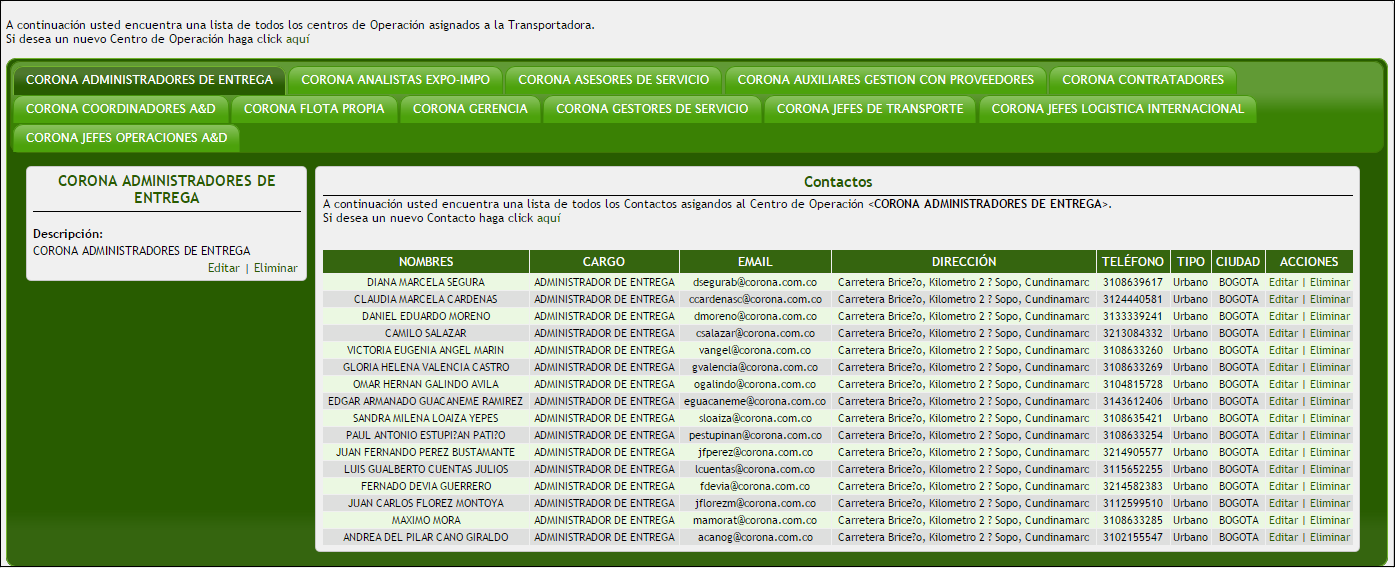 A continuación usted encuentra una lista de todos los centros de Operación asignados a la Transportadora.
Si desea un nuevo Centro de Operación haga click aquí
CORONA ADMINISTRADORES DE ENTREGA CORONA ANALISTAS EXPO-IMPO CORONA ASESORES DE SERVICIO CORONA AUXILIARES GESTION CON PROVEEDORES CORONA CONTRATADORES
CORONA COORDINADORES A&D CORONA FLOTA PROPIA CORONA GERENCIA CORONA GESTORES DE SERVICIO CORONA JEFES DE TRANSPORTE CORONA JEFES LOGISTICA INTERNACIONAL
CORONA JEFES OPERACIONES A&D
CORONA ADMINISTRADORES DE
ENTREGA
Descripción:
CORONA ADMINISTRADORES DE ENTREGA
Editar | Eliminar
Contactos
A continuación usted encuentra una lista de todos los Contactos asigandos al Centro de Operación <CORONA ADMINISTRADORES DE ENTREGA>.
Si desea un nuevo Contacto haga click aquí
NOMBRES CARGO EMAIL DIRECCIÓN TELÉFONO TIPO CIUDAD ACCIONES
DIANA MARCELA SEGURA ADMINISTRADOR DE ENTREGA dsegurab@corona.com.co Carretera Brice?o, Kilometro 2 ? Sopo, Cundinamarc 3108639617 Urbano BOGOTA Editar | Eliminar
CLAUDIA MARCELA CARDENAS ADMINISTRADOR DE ENTREGA ccardenasc@corona.com.co Carretera Brice?o, Kilometro 2 ? Sopo, Cundinamarc 3124440581 Urbano BOGOTA Editar | Eliminar
DANIEL EDUARDO MORENO ADMINISTRADOR DE ENTREGA dmoreno@corona.com.co Carretera Brice?o, Kilometro 2 ? Sopo, Cundinamarc 3133339241 Urbano BOGOTA Editar | Eliminar
CAMILO SALAZAR ADMINISTRADOR DE ENTREGA csalazar@corona.com.co Carretera Brice?o, Kilometro 2 ? Sopo, Cundinamarc 3213084332 Urbano BOGOTA Editar | Eliminar
VICTORIA EUGENIA ANGEL MARIN ADMINISTRADOR DE ENTREGA vangel@corona.com.co Carretera Brice?o, Kilometro 2 ? Sopo, Cundinamarc 3108633260 Urbano BOGOTA Editar | Eliminar
GLORIA HELENA VALENCIA CASTRO ADMINISTRADOR DE ENTREGA gvalencia@corona.com.co Carretera Brice?o, Kilometro 2 ? Sopo, Cundinamarc 3108633269 Urbano BOGOTA Editar | Eliminar
OMAR HERNAN GALINDO AVILA ADMINISTRADOR DE ENTREGA ogalindo@corona.com.co Carretera Brice?o, Kilometro 2 ? Sopo, Cundinamarc 3104815728 Urbano BOGOTA Editar | Eliminar
EDGAR ARMANADO GUACANEME RAMIREZ ADMINISTRADOR DE ENTREGA eguacaneme@corona.com.co Carretera Brice?o, Kilometro 2 ? Sopo, Cundinamarc 3143612406 Urbano BOGOTA Editar | Eliminar
SANDRA MILENA LOAIZA YEPES ADMINISTRADOR DE ENTREGA sloaiza@corona.com.co Carretera Brice?o, Kilometro 2 ? Sopo, Cundinamarc 3108635421 Urbano BOGOTA Editar | Eliminar
PAUL ANTONIO ESTUPI?AN PATI?O ADMINISTRADOR DE ENTREGA pestupinan@corona.com.co Carretera Brice?o, Kilometro 2 ? Sopo, Cundinamarc 3108633254 Urbano BOGOTA Editar | Eliminar
JUAN FERNANDO PEREZ BUSTAMANTE ADMINISTRADOR DE ENTREGA jfperez@corona.com.co Carretera Brice?o, Kilometro 2 ? Sopo, Cundinamarc 3214905577 Urbano BOGOTA Editar | Eliminar
LUIS GUALBERTO CUENTAS JULIOS ADMINISTRADOR DE ENTREGA lcuentas@corona.com.co Carretera Brice?o, Kilometro 2 ? Sopo, Cundinamarc 3115652255 Urbano BOGOTA Editar | Eliminar
FERNADO DEVIA GUERRERO ADMINISTRADOR DE ENTREGA fdevia@corona.com.co Carretera Brice?o, Kilometro 2 ? Sopo, Cundinamarc 3214582383 Urbano BOGOTA Editar | Eliminar
JUAN CARLOS FLOREZ MONTOYA ADMINISTRADOR DE ENTREGA jflorezm@corona.com.co Carretera Brice?o, Kilometro 2 ? Sopo, Cundinamarc 3112599510 Urbano BOGOTA Editar | Eliminar
MAXIMO MORA ADMINISTRADOR DE ENTREGA mamorat@corona.com.co Carretera Brice?o, Kilometro 2 ? Sopo, Cundinamarc 3108633285 Urbano BOGOTA Editar | Eliminar
ANDREA DEL PILAR CANO GIRALDO ADMINISTRADOR DE ENTREGA acanog@corona.com.co Carretera Brice?o, Kilometro 2 ? Sopo, Cundinamarc 3102155547 Urbano BOGOTA Editar | Eliminar